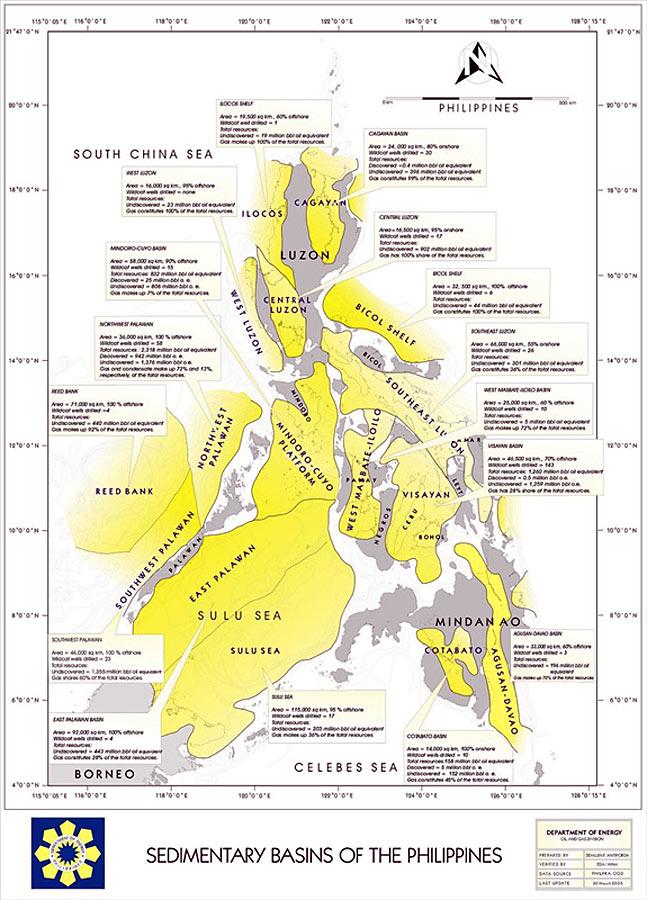 115°0'0"E 118°0'0"E 120°0'0"E 122°0'0"E 124°0'0"E 126°0'0"E 128°15'E
21°47'0"N 21°47'0"N
20°0'0"N 20°0'0"N
18°0'0"N 18°0'0"N
16°0'0"N 16°0'0"N
14°0'0"N 14°0'0"N
12°0'0"N 12°0'0"N
10°0'0"N 10°0'0"N
8°0'0"N 8°0'0"N
6°0'0"N 6°0'0"N
4°0'0"N 4°0'0"N
N
0 km 500 km
PHILIPPINES
ILOCOS SHELF
Area = 19,500 sq km, 60% offshore
Wildcat well drilled = 1
Total resources:
Undiscovered = 19 million bbl oil equivalent
Gas makes up 100% of the total resources.
CAGAYAN BASIN
Area = 24,000 sq km, 80% onshore
Wildcat wells drilled = 30
Total resources:
Discovered =0.4 million bbl oil equivalent
Undiscovered = 396 million bbl oil equivalent
Gas constitutes 99% of the total resources.
SOUTH CHINA SEA
WEST LUZON
Area = 16,000 sq km, 95% offshore
Wildcat wells drilled = none
Total resources:
Undiscovered = 23 million bbl oil equivalent
Gas constitutes 100% of the total resources.
ILOCOS
CAGAYAN
CENTRAL LUZON
Area =16,500 sq km, 95% onshore
Wildcat wells drilled = 17
Total resources:
Undiscovered = 902 million bbl oil equivalent
Gas has 100% share of the total resources.
LUZON
MINDORO-CUYO BASIN
Area = 58,000 sq km, 90% offshore
Wildcat wells drilled = 15
Total resources: 832 million bbl oil equivalent
Discovered = 25 million bbl o. e.
Undiscovered = 806 million bbl o. e.
Gas makes up 7% of the total resources.
BICOL SHELF
Area = 32, 500 sq km, 100% offshore
Wildcat wells drilled = 6
Total resources:
Undiscovered = 44 million bbl oil equivalent
Gas constitutes 100% of the total resources.
WEST LUZON
CENTRAL
LUZON
BICOL SHELF
NORTHWEST PALAWAN
Area = 36,000 sq km, 100 % offshore
Wildcat wells drilled = 58
Total resources : 2,318 million bbl oil equivalent
Discovered = 942 million bbl o. e.
Undiscovered = 1,376 million bbl o. e.
Gas and condensate make up 72% and 13%,
respectively, of the total resources.
SOUTHEAST LUZON
Area = 66,000 sq km, 55% onshore
Wildcat wells drilled = 26
Total resources:
Undiscovered = 301 million bbl oil equivalent
Gas constitutes 36% of the total resources.
BICOL
REED BANK
Area = 71,000 sq km, 100 % offshore
Wildcat wells drilled =4
Total resources:
Undiscovered = 440 million bbl oil equivalent
Gas makes up 92% of the total resources.
WEST MASBATE-ILOILO BASIN
Area = 25,000 sq km, 60 % offshore
Wildcat wells drilled = 10
Total resources:
Undiscovered = 5 million bbl oil equivalent
Gas makes up 72% of the total resources.
MINDORO
SOUTHEAST LUZON
NORTHWEST
PALAWAN
MINDORO-CUYO
PLATFORM
WEST MASBATE-ILOILO
VISAYAN BASIN
Area = 46,500 sq km, 70% offshore
Wildcat wells drilled = 143
Total resources: 1,260 million bbl oil equivalent
Discovered = 0.5 million bbl o.e.
Undiscovered = 1,259 million bbl o.e.
Gas has 28% share of the total resources.
REED BANK
PANAY
VISAYAN
CEBU
NEGROS
BOHOL
SOUTHWEST PALAWAN
PALAWAN
EAST PALAWAN
SULU SEA
MINDANAO
SOUTHWEST PALAWAN
Area = 44,000 sq km, 100 % offshore
Wildcat wells drilled = 23
Total resources:
Undiscovered = 1,355 million bbl oil equivalent
Gas shares 60% of the total resources.
SULU SEA
COTABATO
AGUSAN-DAVAO
AGUSAN-DAVAO BASIN
Area = 33,000 sq km, 60% offshore
Wildcat wells drilled = 3
Total resources:
Undiscovered = 196 million bbl oil
equivalent
Gas makes up 70% of the total resources
SULU SEA
Area = 115,000 sq km, 95 % offshore
Wildcat wells drilled = 17
Total resources:
Undiscovered = 203 million bbl oil equivalent
Gas makes up 36% of the total resources.
EAST PALAWAN BASIN
Area = 92,000 sq km, 100% offshore
Wildcat wells drilled = 4
Total resources:
Undiscovered = 443 million bbl oil equivalent
Gas constitutes 28% of the total resources.
COTABATO BASIN
Area = 14,000 sq km, 100% onshore
Wildcat wells drilled = 10
Total resources 158 million bbl oil equivalent
Discovered = 5 million bbl o. e.
Undiscovered = 152 million bbl o. e.
Gas constitutes 45% of the total resources.
BORNEO
CELEBES SEA
SEDIMENTARY BASINS OF THE PHILIPPINES
DEPARTMENT OF ENERGY
OIL AND GAS DIVISION
PREPARED BY
VERIFIED BY
DATA SOURCE
LAST UPDATE